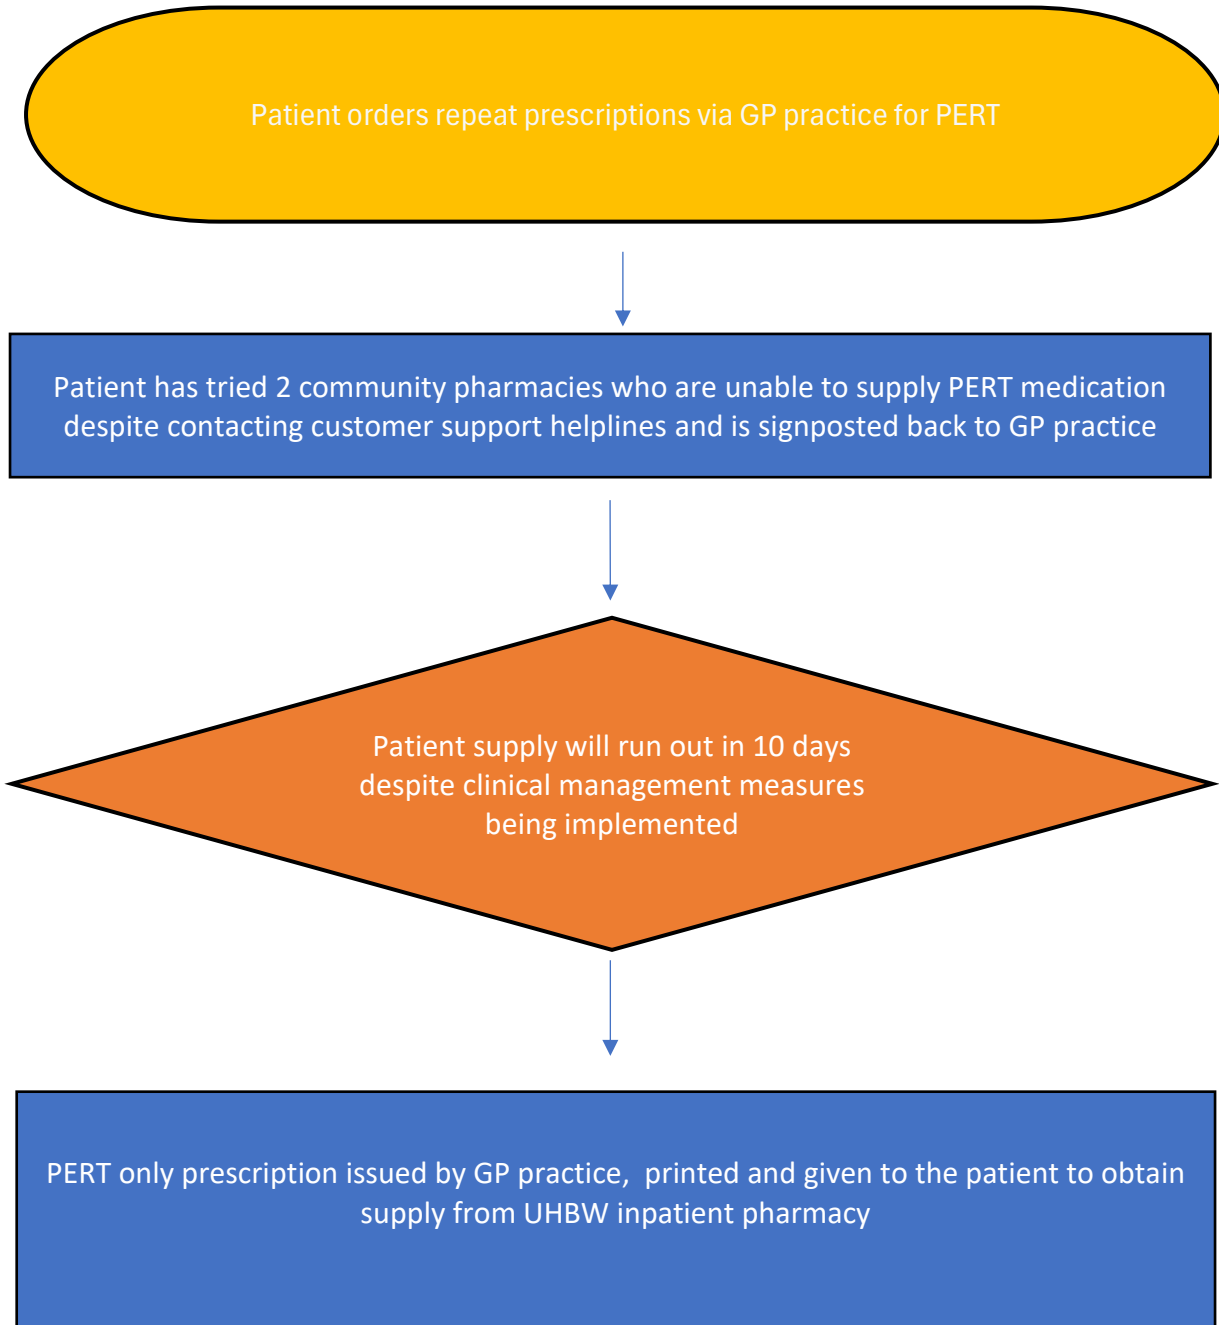 Patient orders repeat prescriptions via GP practice for PERT
Patient has tried 2 community pharmacies who are unable to supply PERT medication
despite contacting customer support helplines and is signposted back to GP practice
Patient supply will run out in 10 days
despite clinical management measures
being implemented
PERT only prescription issued by GP practice,  printed and given to the patient to obtain
supply from UHBW inpatient pharmacy